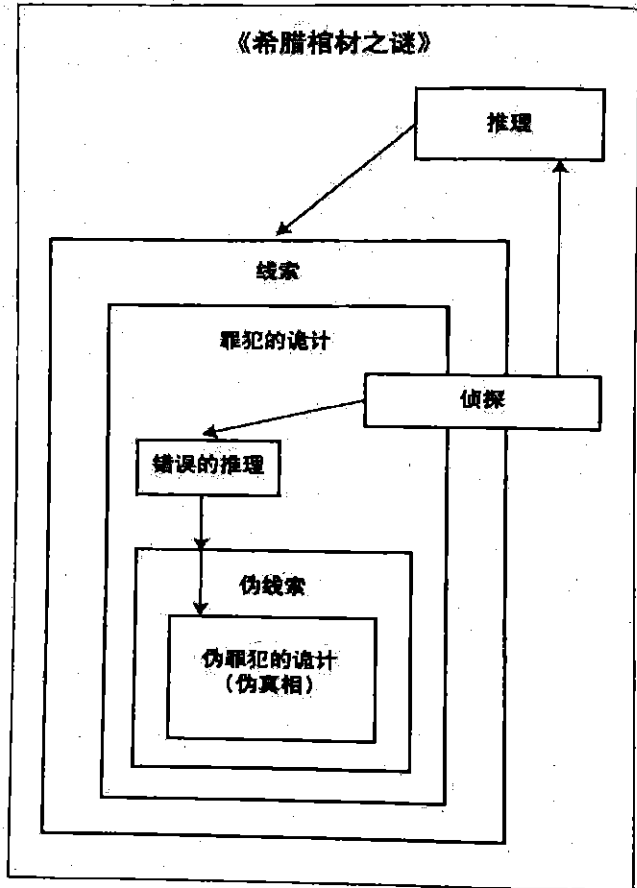 《希腊棺材之谜》
推理
线索
罪犯的诡计
侦探
错误的推理
伪线索
伪罪犯的诡计
（伪真相）